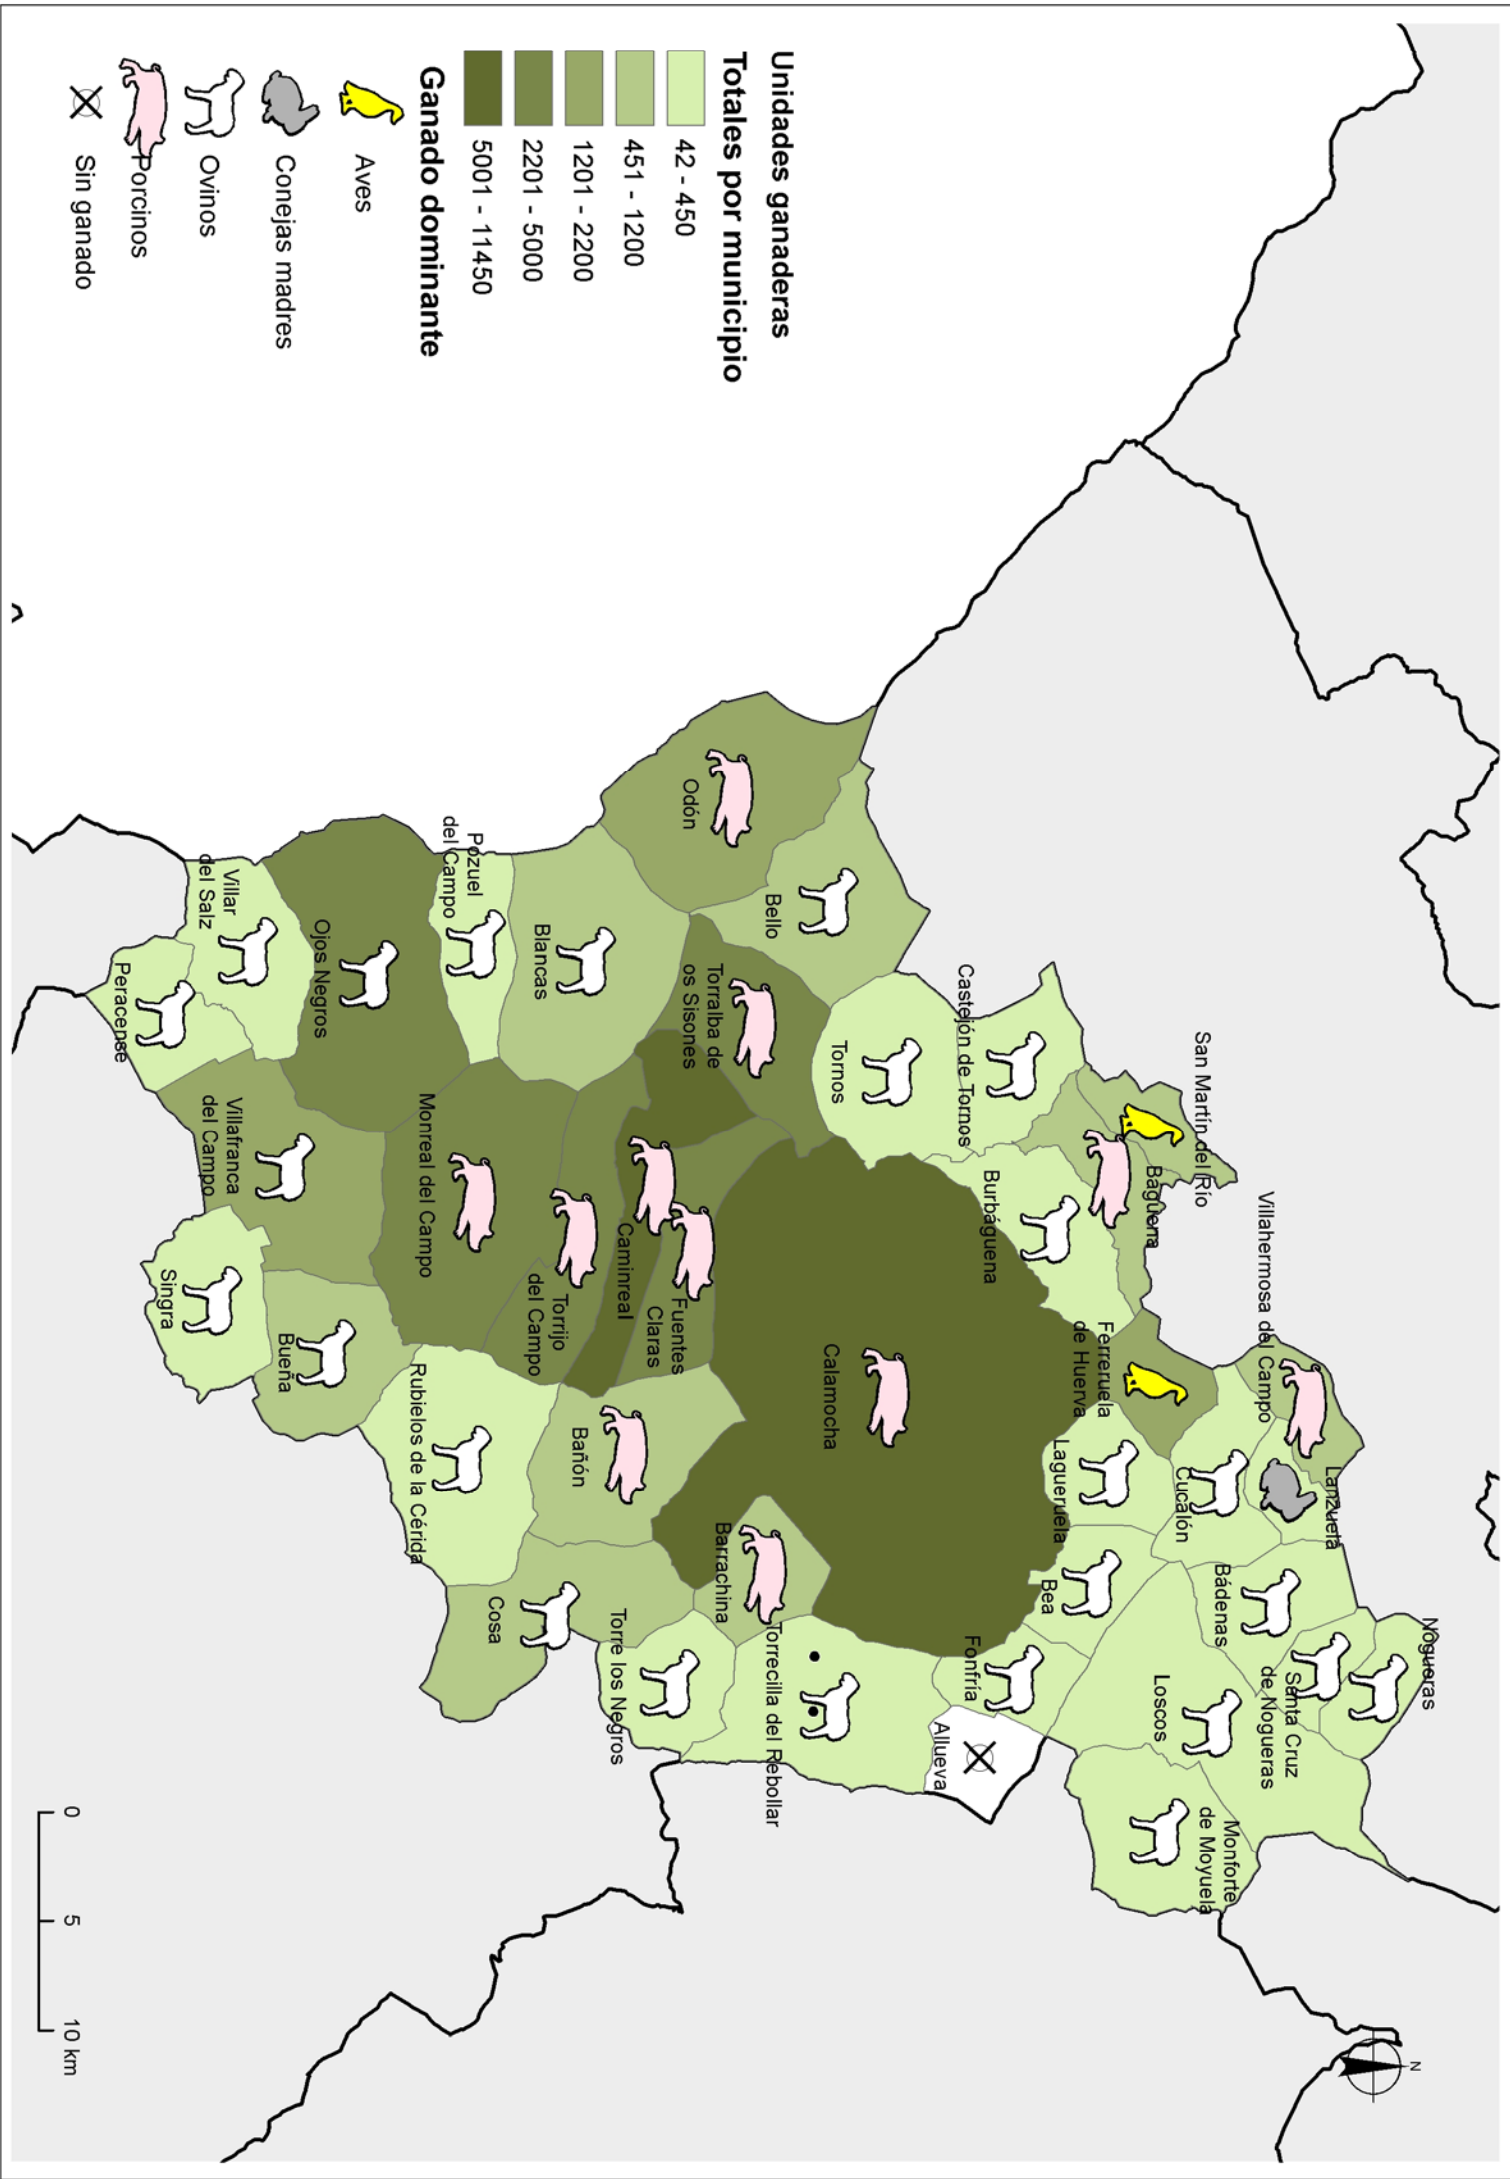 Unidades ganaderas
Totales por municipio
42 - 450
451 - 1200
1201 - 2200
2201 - 5000
5001 - 11450
Ganado dominante
Aves
Conejas madres
Ovinos
Porcinos
Sin ganado
N
Nogueras
Santa Cruz
de Nogueras
Lanzuela
Villahermosa del Campo
Bádenas
San Martín del Río
Báguena
Cucalón
Loscos
Monforte
de Moyuela
Ferreruela
de Huerva
Lagueruela
Bea
Castejón de Tornos
Burbáguena
Fonfría
Allueva
Tornos
Calamocha
Bello
Torrecilla del Rebollar
Odón
Torralba de
os Sisones
Barrachina
Fuentes
Claras
Caminreal
Torre los Negros
Bañón
Blancas
Torrijo
del Campo
Cosa
Pozuel
del Campo
Monreal del Campo
Rubielos de la Cérida
Ojos Negros
Bueña
Villar
del Salz
Villafranca
del Campo
Singra
Peracense
0 5 10 km